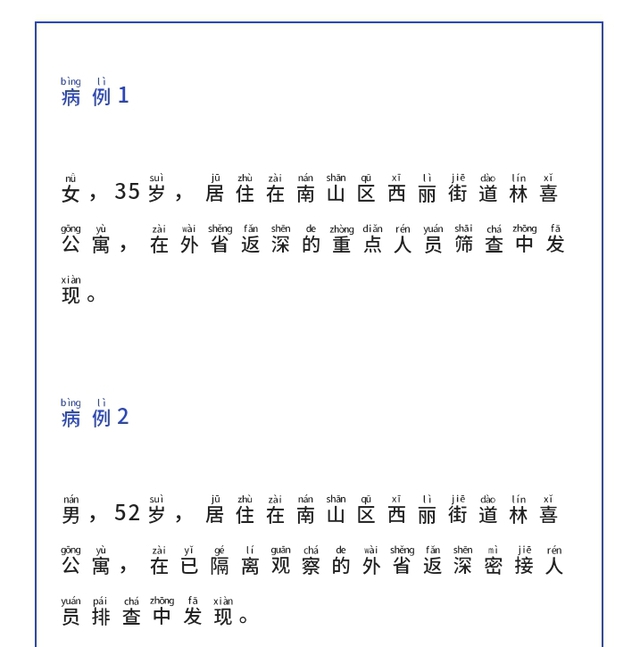 bìng lì
病例1
nǚ suì jū zhù zài nán shān qū xī lì jiē dào lín xǐ
女，35岁，居住在南山区西丽街道林喜
gōng yù zài wài shěng fǎn shēn de zhòng diǎn rén yuán shāi chá zhōng fā
公寓，在外省返深的重点人员筛查中发
xiàn
现。
bìng lì
病例2
nán suì jū zhù zài nán shān qū xī lì jiē dào lín xǐ
男，52岁，居住在南山区西丽街道林喜
gōng yù zài yǐ gé lí guān chá de wài shěng fǎn shēn mì jiē rén
公寓，在已隔离观察的外省返深密接人
yuán pái chá zhōng fā xiàn
员排查中发现。